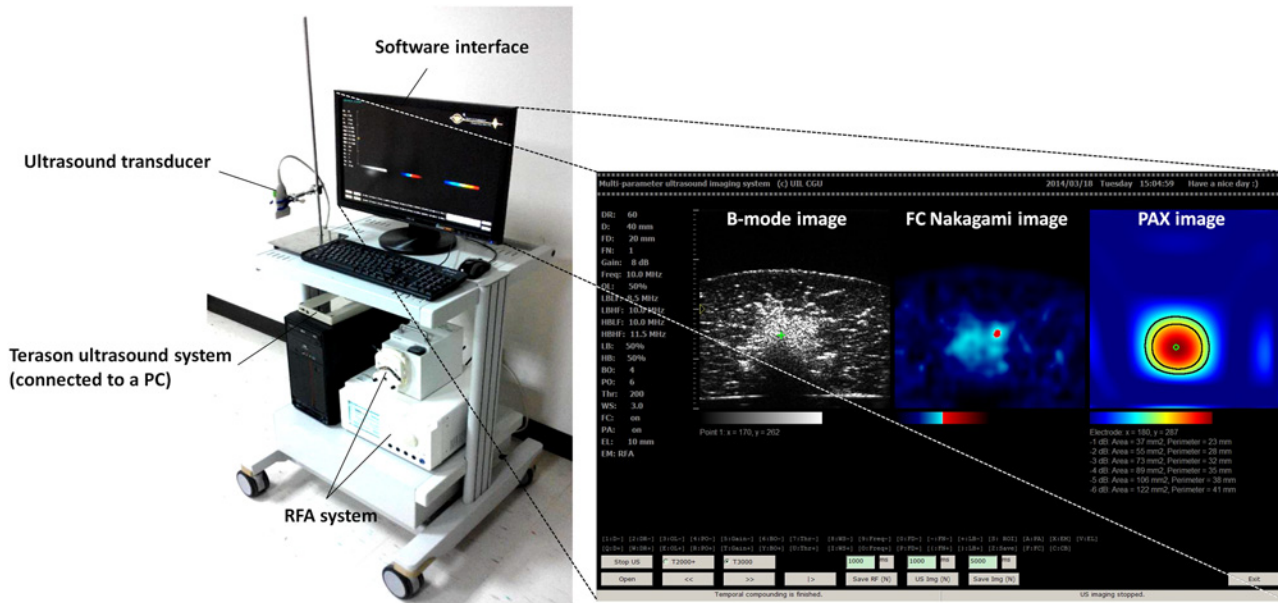 Software interface
Ultrasound transducer
Terason ultrasound system
(connected to a PC)
RFA system
Multi-parameter ultrasound imaging system (c) UIL CGU
2014/03/18 Tuesday 15:04:59 Have a nice day :)
DR: 60
D: 40 mm
FD: 20 mm
FN: 1
Gain: 8 dB
Freq: 10.0 MHz
OL: 50%
LBLF: 8.5 MHz
LBHF: 10.0 MHz
HBLF: 10.0 MHz
HBHF: 11.5 MHz
LB: 50%
HB: 50%
BO: 4
PO: 6
Thr: 200
WS: 3.0
FC: on
PA: on
EL: 10 mm
EM: RFA
B-mode image
FC Nakagami image
PAX image
Point 1: x = 170, y = 262
Electrode: x = 180, y = 287
-1 dB: Area = 37 mm2, Perimeter = 23 mm
-2 dB: Area = 55 mm2, Perimeter = 28 mm
-3 dB: Area = 73 mm2, Perimeter = 32 mm
-4 dB: Area = 89 mm2, Perimeter = 35 mm
-5 dB: Area = 106 mm2, Perimeter = 38 mm
-6 dB: Area = 122 mm2, Perimeter = 41 mm
Stop US T2000+ T3000 1000 ms 1000 ms 5000 ms
Open << >> |> Save RF (N) US Img (N) Save Img (N) Exit
Temporal compounding is finished. US imaging stopped.